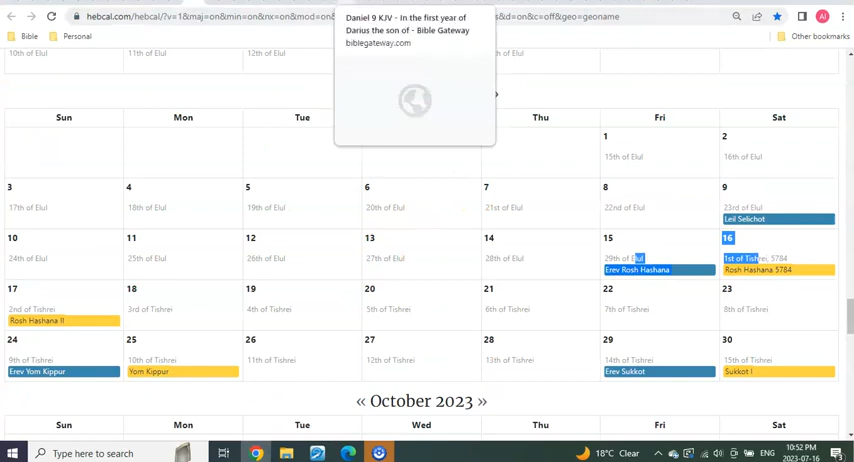 hebcal.com/hebcal/?v=1&maj=on&min=on&nx=on&mod=on&
s&d=on&c=off&geo=geoname
AI
Bible
Personal
Other bookmarks
Daniel 9 KJV - In the first year of
Darius the son of - Bible Gateway
biblegateway.com
10th of Elul
11th of Elul
12th of Elul
»
Sun Mon Tue Thu Fri Sat
1 2
15th of Elul 16th of Elul
3 4 5 6 7 8 9
17th of Elul 18th of Elul 19th of Elul 20th of Elul 21st of Elul 22nd of Elul 23rd of Elul
Leil Selichot
10 11 12 13 14 15 16
24th of Elul 25th of Elul 26th of Elul 27th of Elul 28th of Elul 29th of Elul 1st of Tishrei, 5784
Erev Rosh Hashana Rosh Hashana 5784
17 18 19 20 21 22 23
2nd of Tishrei 3rd of Tishrei 4th of Tishrei 5th of Tishrei 6th of Tishrei 7th of Tishrei 8th of Tishrei
Rosh Hashana II
24 25 26 27 28 29 30
9th of Tishrei 10th of Tishrei 11th of Tishrei 12th of Tishrei 13th of Tishrei 14th of Tishrei 15th of Tishrei
Erev Yom Kippur Yom Kippur Erev Sukkot Sukkot I
« October 2023 »
Sun Mon Tue Wed Thu Fri Sat
Type here to search
18°C Clear
ENG
10:52 PM
2023-07-16
3